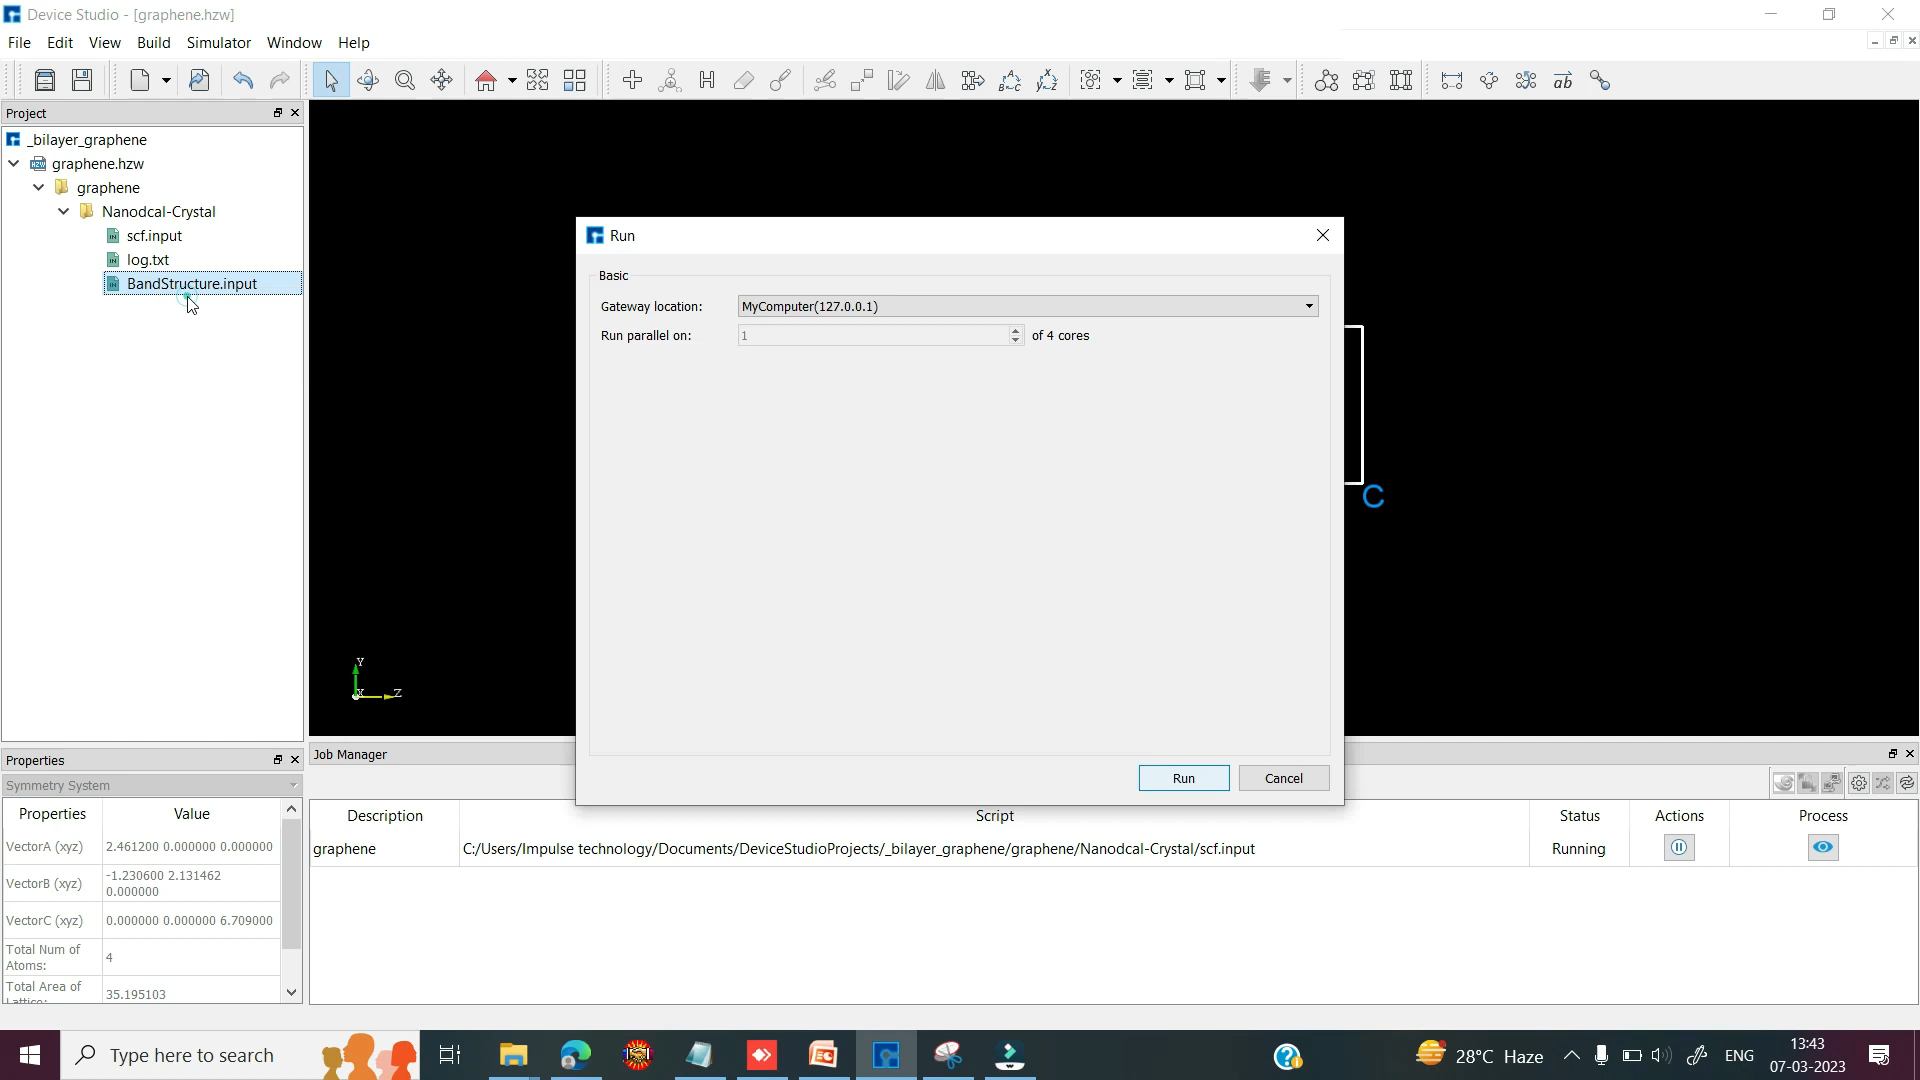 Device Studio - [graphene.hzw]
File Edit View Build Simulator Window Help
Project
_bilayer_graphene
graphene.hzw
graphene
Nanodcal-Crystal
scf.input
log.txt
BandStructure.input
Run
Basic
Gateway location: MyComputer(127.0.0.1)
Run parallel on: 1 of 4 cores
Run Cancel
C
Y
X Z
Properties
Symmetry System
Properties Value
VectorA (xyz) 2.461200 0.000000 0.000000
VectorB (xyz) -1.230600 2.131462
0.000000
VectorC (xyz) 0.000000 0.000000 6.709000
Total Num of
Atoms: 4
Total Area of
Lattice: 35.195103
Job Manager
Description Script Status Actions Process
graphene C:/Users/Impulse technology/Documents/DeviceStudioProjects/_bilayer_graphene/graphene/Nanodcal-Crystal/scf.input Running
Type here to search
28°C Haze
ENG
13:43
07-03-2023